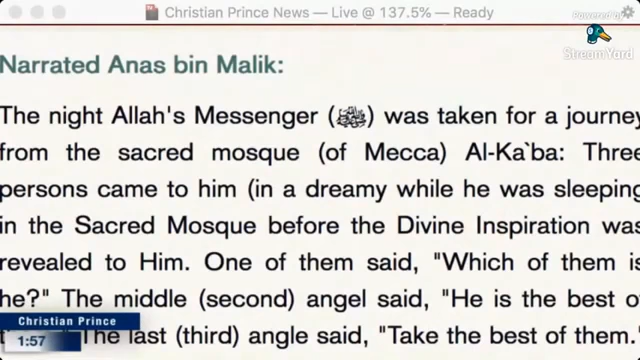 Christian Prince News — Live @ 137.5% — Ready
Powered by
StreamYard
Narrated Anas bin Malik:
The night Allah's Messenger (ﷺ) was taken for a journey
from the sacred mosque (of Mecca) Al-Ka`ba: Three
persons came to him (in a dreamy while he was sleeping
in the Sacred Mosque before the Divine Inspiration was
revealed to Him. One of them said, "Which of them is
he?" The middle (second) angel said, "He is the best of
The last (third) angle said, "Take the best of them."
Christian Prince
1:57